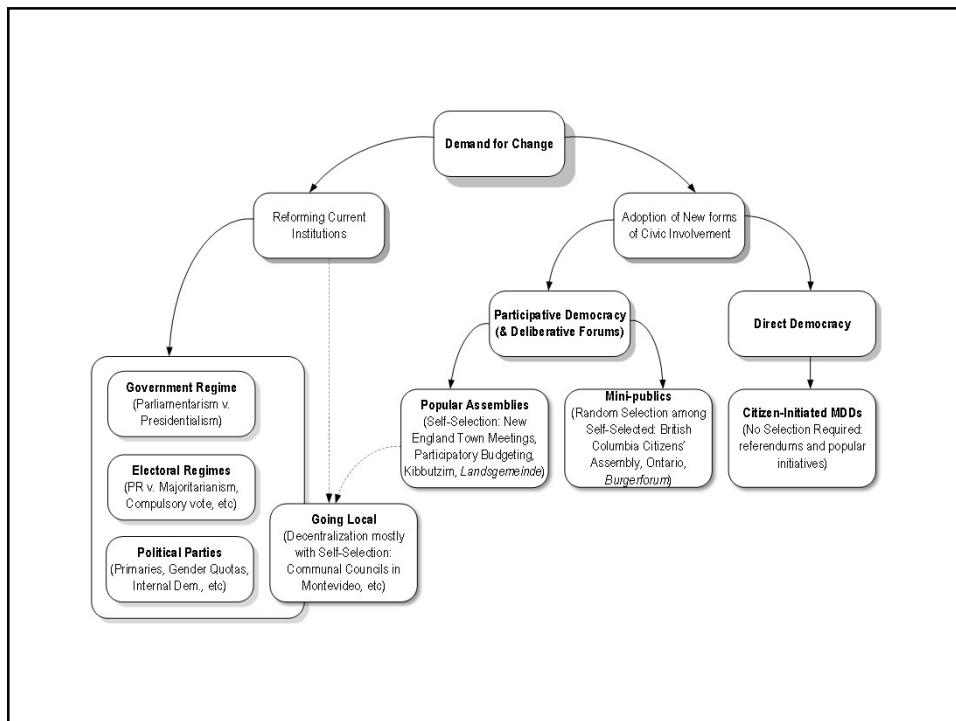 Demand for Change
Reforming Current
Institutions
Adoption of New forms
of Civic Involvement
Participative Democracy
(& Deliberative Forums)
Direct Democracy
Government Regime
(Parliamentarism v.
Presidentialism)
Electoral Regimes
(PR v. Majoritarianism,
Compulsory vote, etc)
Political Parties
(Primaries, Gender Quotas,
Internal Dem., etc)
Going Local
(Decentralization mostly
with Self-Selection:
Communal Councils in
Montevideo, etc)
Popular Assemblies
(Self-Selection: New
England Town Meetings,
Participatory Budgeting,
Kibbutzim, Landsgemeinde)
Mini-publics
(Random Selection among
Self-Selected: British
Columbia Citizens'
Assembly, Ontario,
Burgerforum)
Citizen-Initiated MDDs
(No Selection Required:
referendums and popular
initiatives)